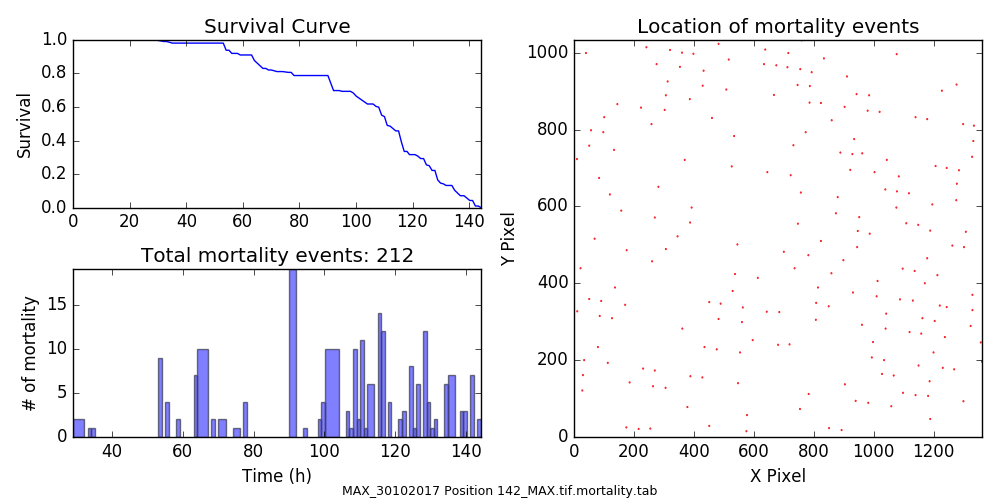 Survival Curve
1.0
0.8
0.6
0.4
0.2
0.0
Survival
0 20 40 60 80 100 120 140
Total mortality events: 212
15
10
5
0
# of mortality
40 60 80 100 120 140
Time (h)
Location of mortality events
1000
800
600
400
200
0
Y Pixel
0 200 400 600 800 1000 1200
X Pixel
MAX_30102017 Position 142_MAX.tif.mortality.tab